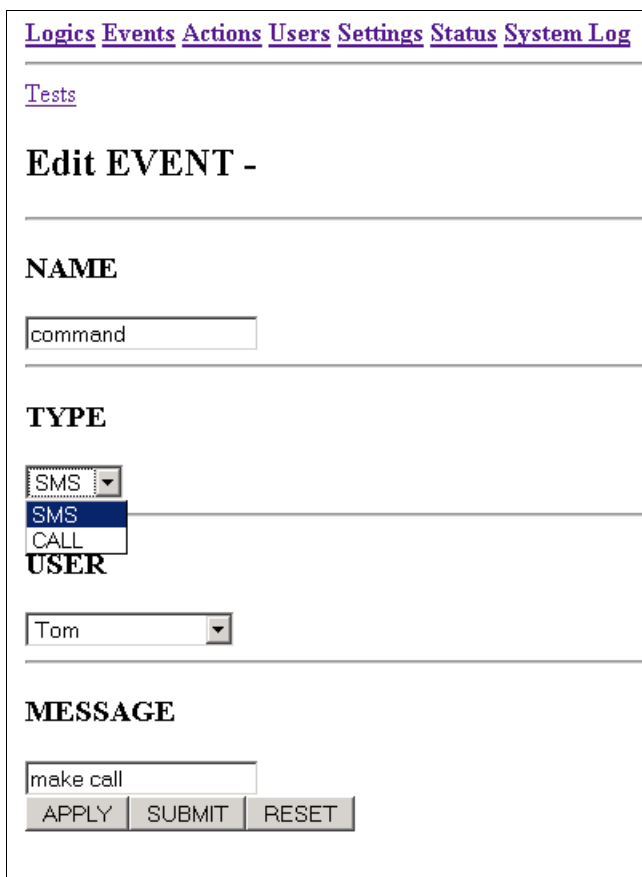 Logics Events Actions Users Settings Status System Log
Tests
Edit EVENT -
NAME
command
TYPE
SMS
SMS
CALL
USER
Tom
MESSAGE
make call
APPLY SUBMIT RESET